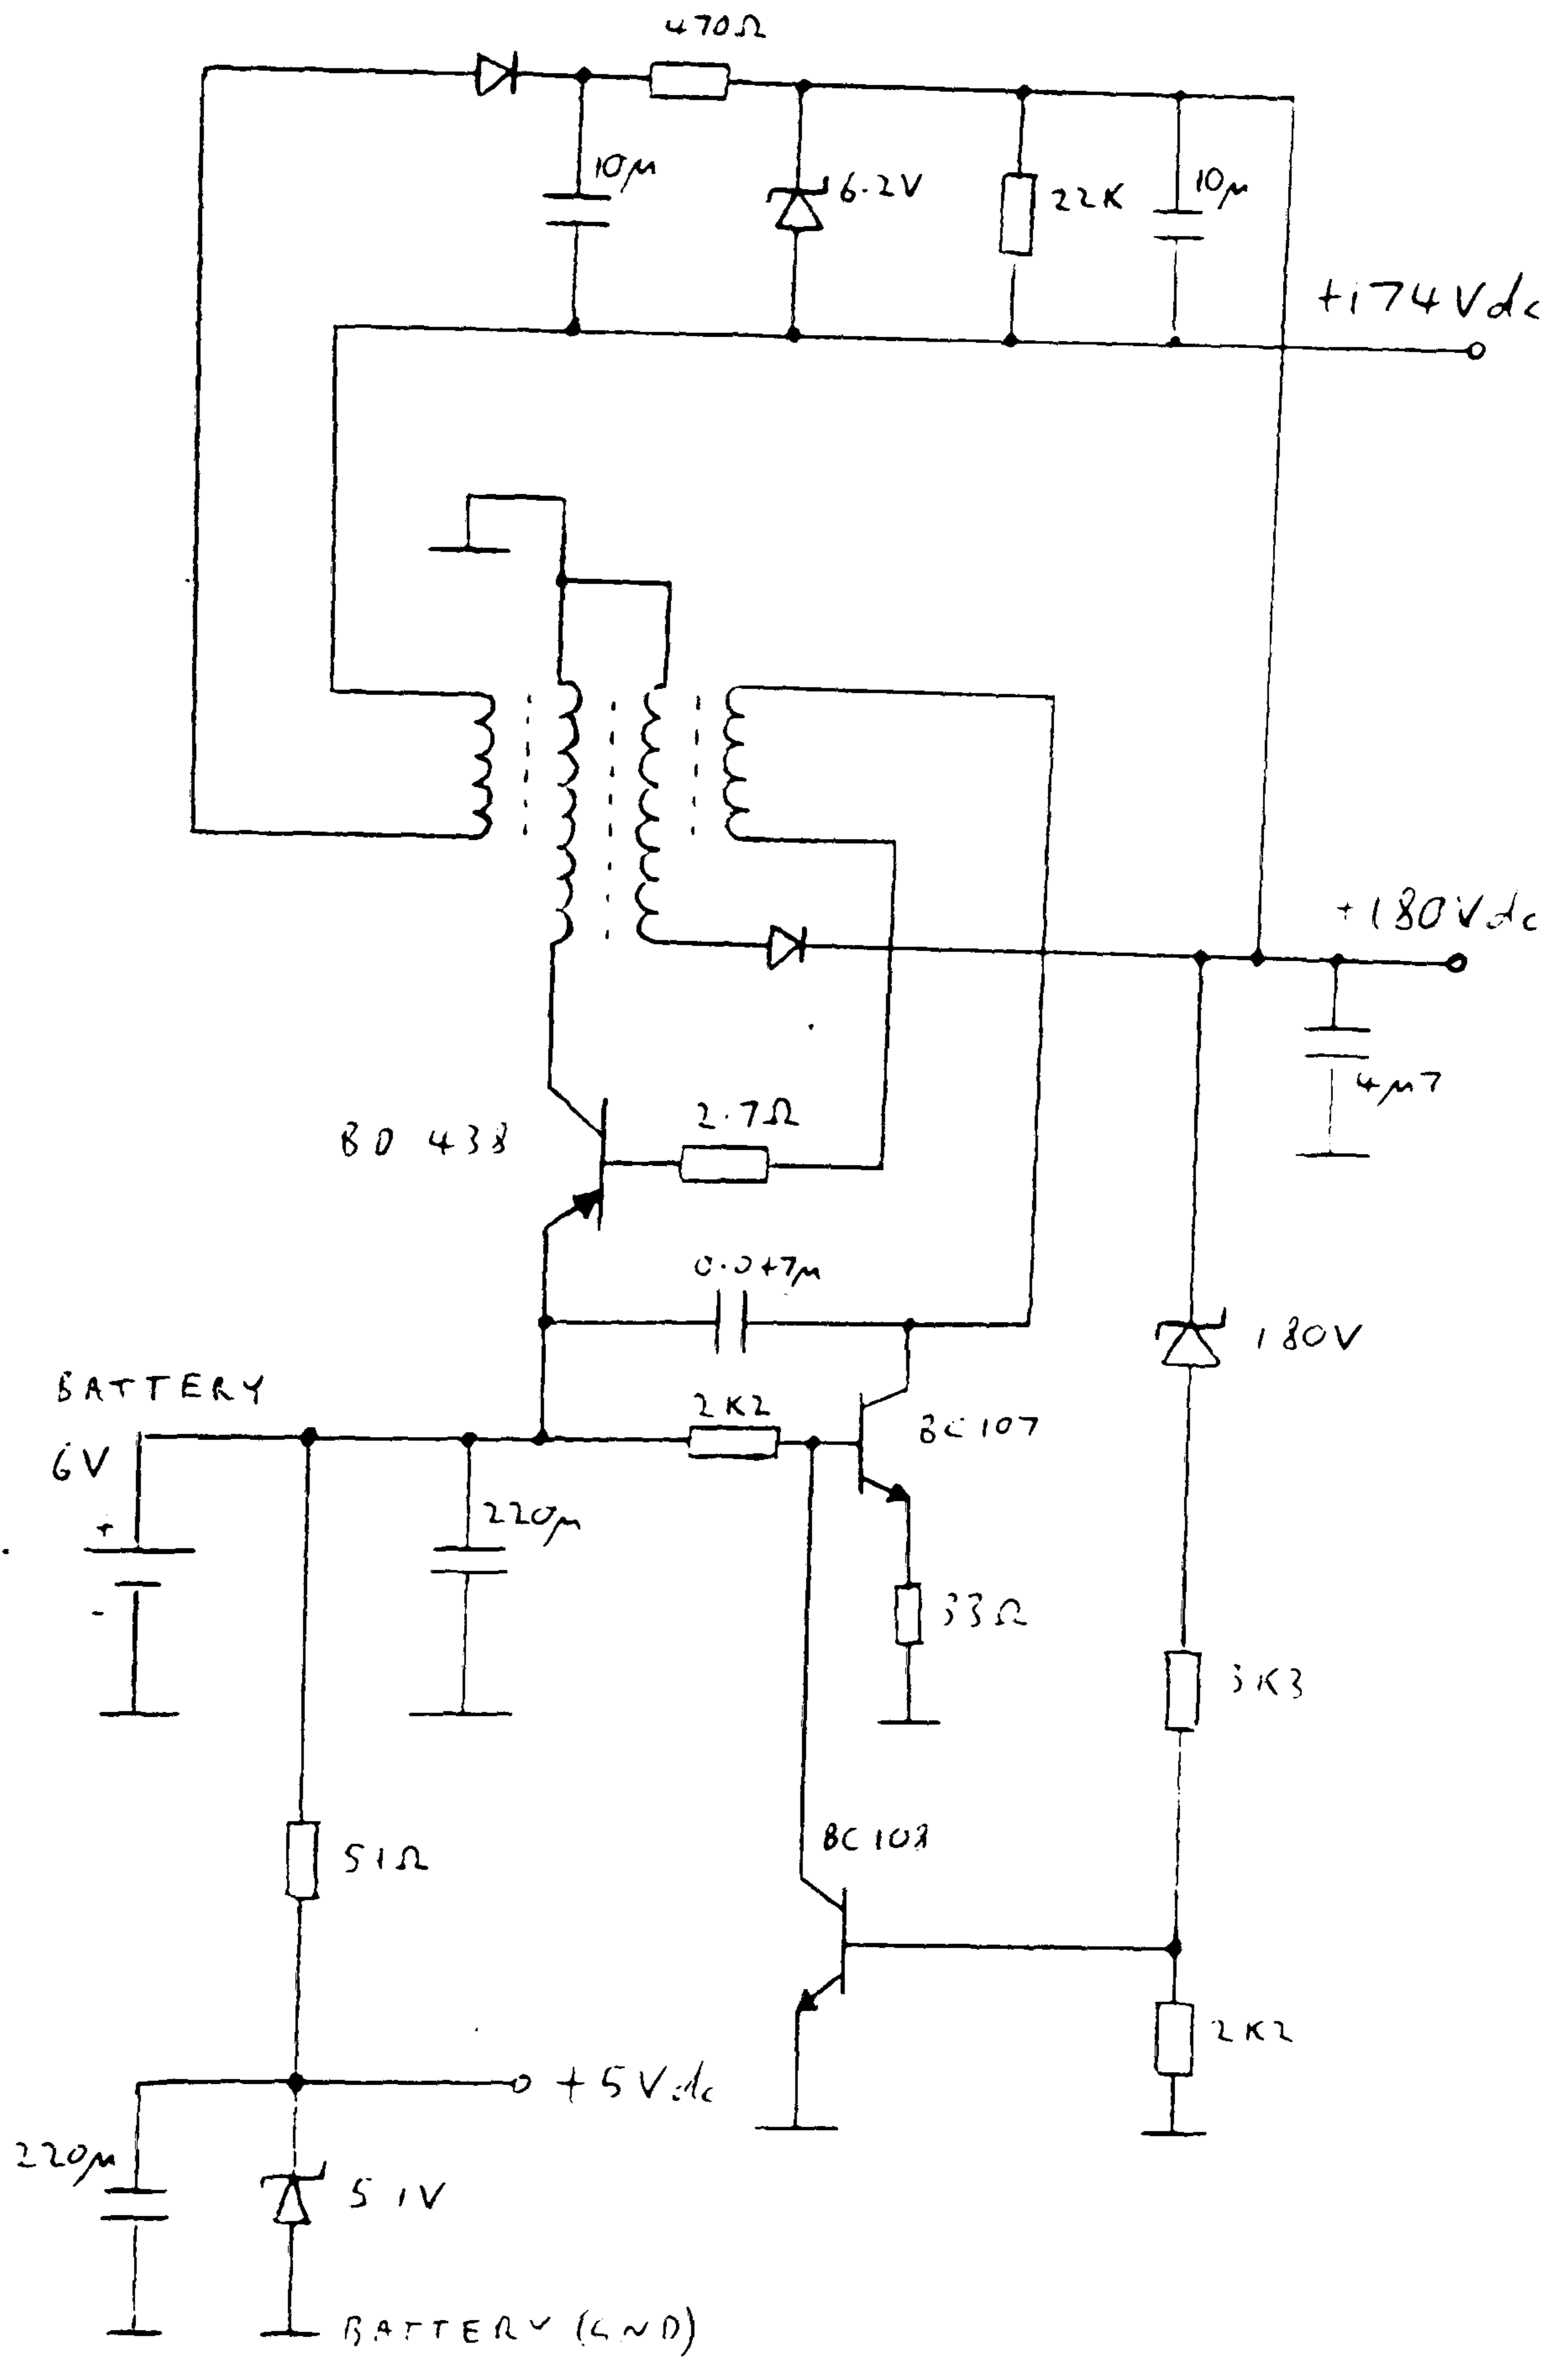 470Ω
10μ
6.2V
22K
10μ
+174Vdc
+180Vdc
4μ7
BD 438
2.7Ω
0.047μ
180V
BATTERY
6V
+
-
2K2
BC107
220μ
33Ω
3K3
BC108
51Ω
2K2
+5Vdc
220μ
5 1V
BATTERY (GND)